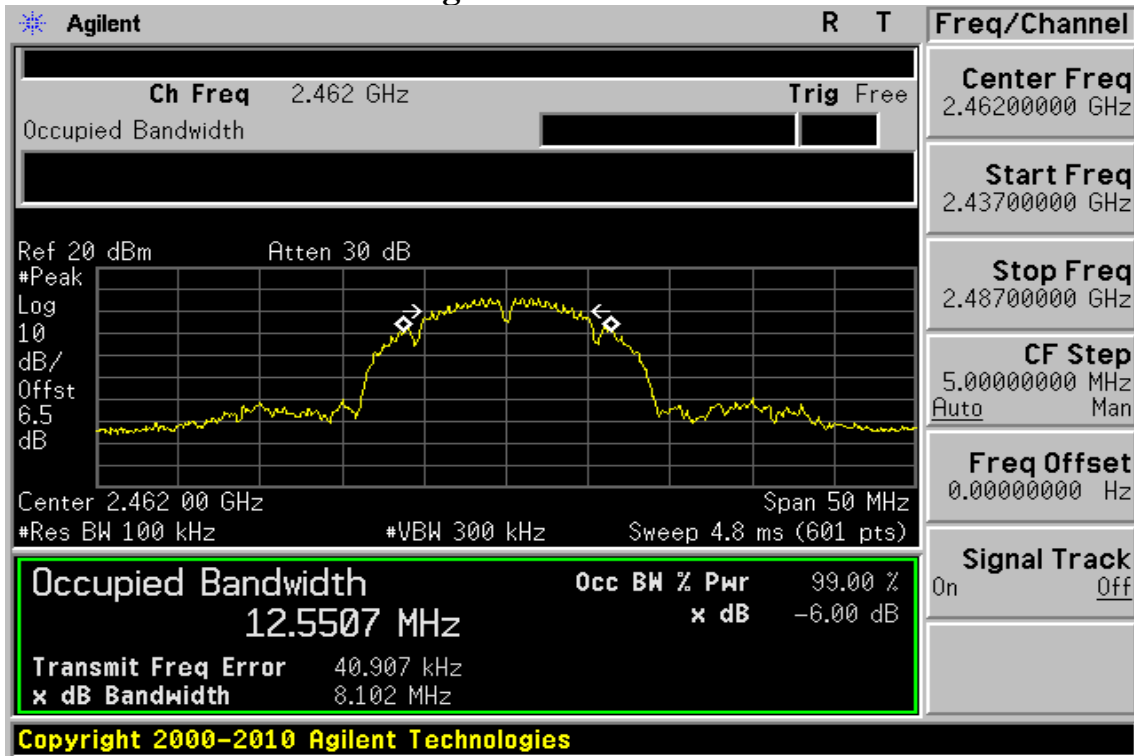 Agilent R T Freq/Channel
Ch Freq 2.462 GHz Trig Free
Occupied Bandwidth
Center Freq
2.46200000 GHz
Start Freq
2.43700000 GHz
Stop Freq
2.48700000 GHz
CF Step
5.00000000 MHz
Auto Man
Freq Offset
0.00000000 Hz
Signal Track
On Off
Ref 20 dBm Atten 30 dB
#Peak
Log
10
dB/
Offst
6.5
dB
Center 2.462 00 GHz Span 50 MHz
#Res BW 100 kHz #VBW 300 kHz Sweep 4.8 ms (601 pts)
Occupied Bandwidth Occ BW % Pwr 99.00 %
12.5507 MHz x dB -6.00 dB
Transmit Freq Error 40.907 kHz
x dB Bandwidth 8.102 MHz
Copyright 2000-2010 Agilent Technologies